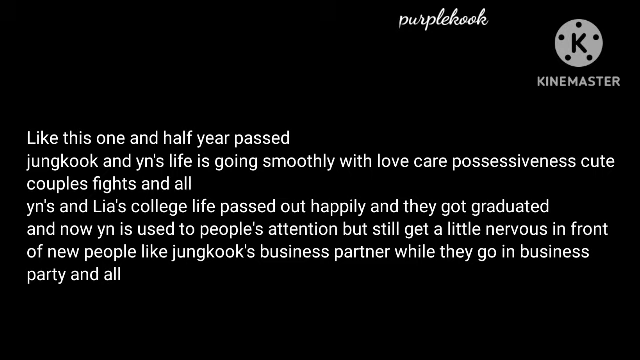 purplekook
K
KINEMASTER
Like this one and half year passed
jungkook and yn's life is going smoothly with love care possessiveness cute
couples fights and all
yn's and Lia's college life passed out happily and they got graduated
and now yn is used to people's attention but still get a little nervous in front
of new people like jungkook's business partner while they go in business
party and all